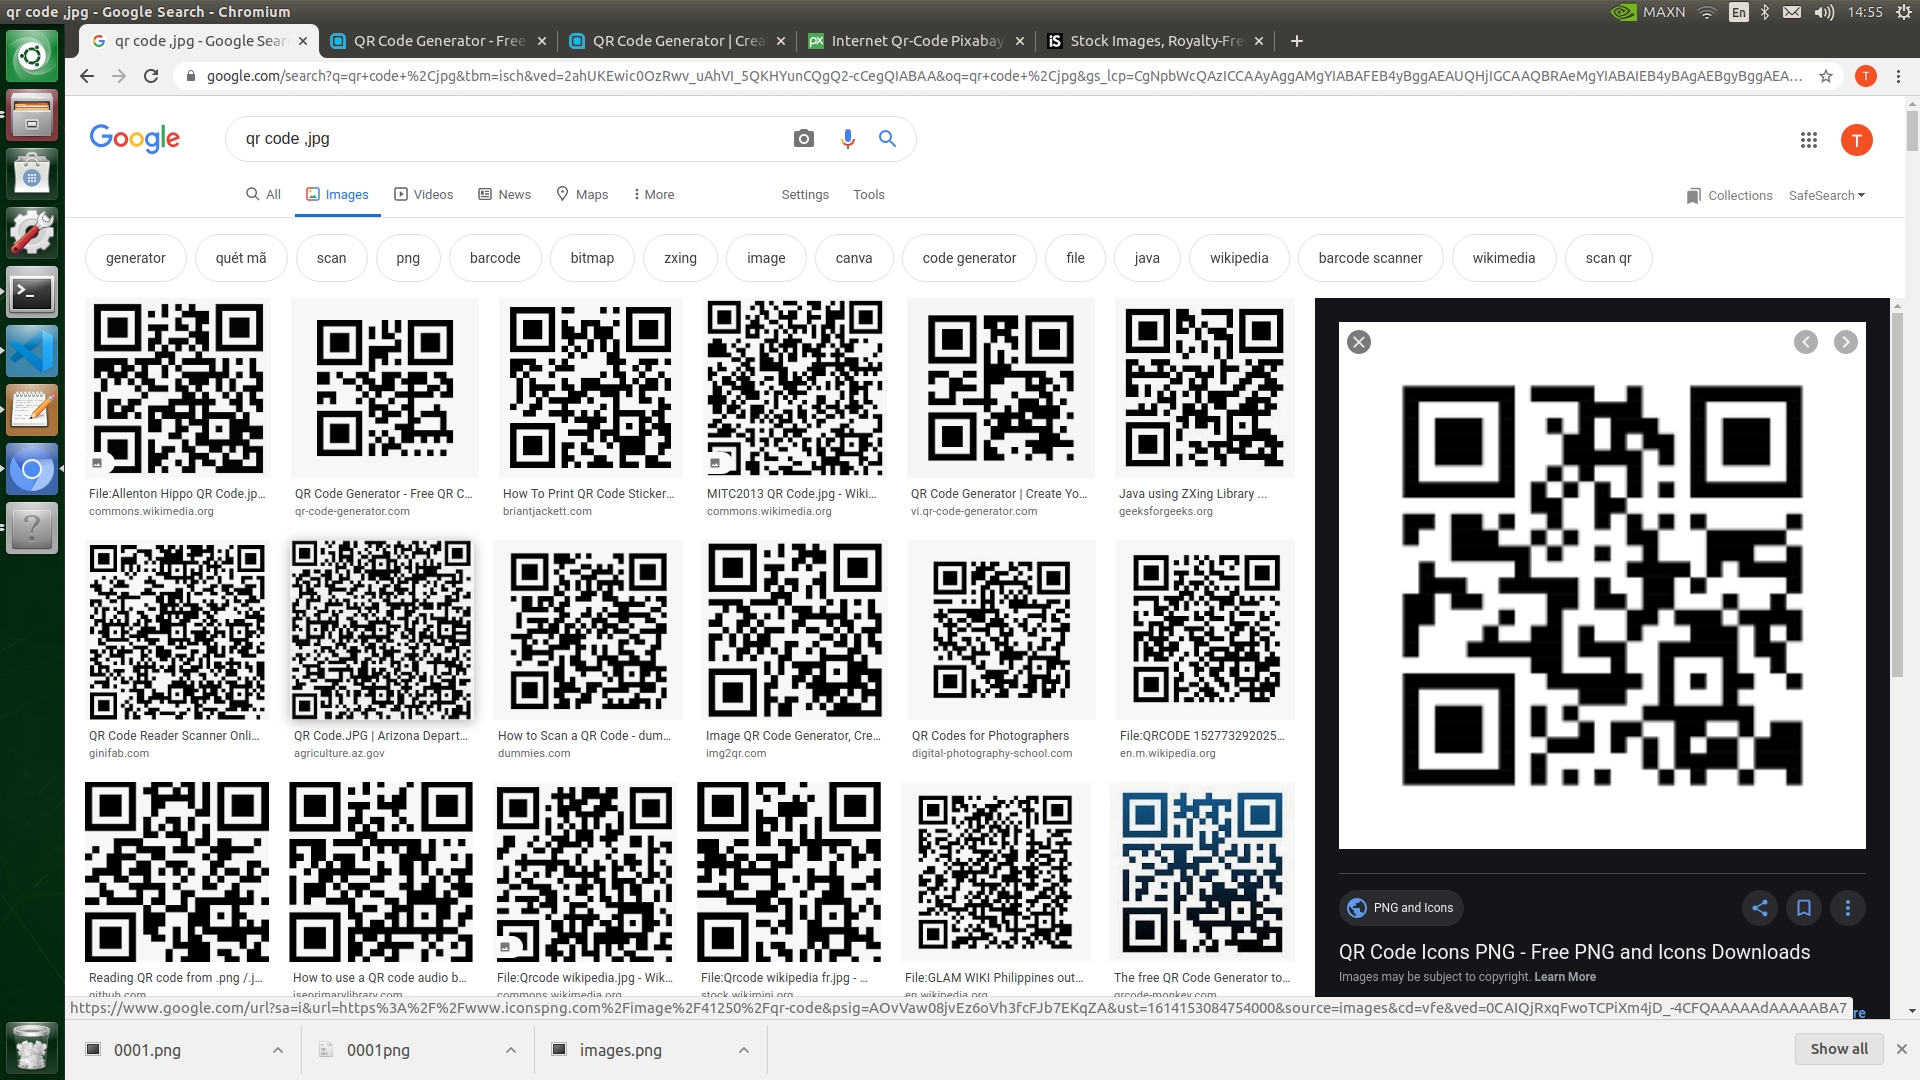 qr code ,jpg - Google Search - Chromium
MAXN
En
14:55
qr code ,jpg - Google Sear
QR Code Generator - Free
QR Code Generator | Crea
Internet Qr-Code Pixabay
Stock Images, Royalty-Fre
google.com/search?q=qr+code+%2Cjpg&tbm=isch&ved=2ahUKEwic0OzRwv_uAhVI_5QKHYunCQgQ2-cCegQIABAA&oq=qr+code+%2Cjpg&gs_lcp=CgNpbWcQAzICCAAyAggAMgYIABAFEB4yBggAEAUQHjIGCAAQBRAeMgYIABAIEB4yBAgAEBgyBggAEA...
T
Google
qr code ,jpg
T
All
Images
Videos
News
Maps
More
Settings
Tools
Collections
SafeSearch
generator
quét mã
scan
png
barcode
bitmap
zxing
image
canva
code generator
file
java
wikipedia
barcode scanner
wikimedia
scan qr
File:Allenton Hippo QR Code.jp...
commons.wikimedia.org
QR Code Generator - Free QR C...
qr-code-generator.com
How To Print QR Code Sticker...
briantjackett.com
MITC2013 QR Code.jpg - Wiki...
commons.wikimedia.org
QR Code Generator | Create Yo...
vi.qr-code-generator.com
Java using ZXing Library ...
geeksforgeeks.org
QR Code Reader Scanner Onli...
ginifab.com
QR Code.JPG | Arizona Depart...
agriculture.az.gov
How to Scan a QR Code - dum...
dummies.com
Image QR Code Generator, Cre...
img2qr.com
QR Codes for Photographers
digital-photography-school.com
File:QRCODE 152773292025...
en.m.wikipedia.org
Reading QR code from .png /.j...
github.com
How to use a QR code audio b...
iseprimarylibrary.com
File:Qrcode wikipedia.jpg - Wik...
commons.wikimedia.org
File:Qrcode wikipedia fr.jpg - ...
stock.wikimini.org
File:GLAM WIKI Philippines out...
en.wikipedia.org
The free QR Code Generator to...
qrcode-monkey.com
PNG and Icons
QR Code Icons PNG - Free PNG and Icons Downloads
Images may be subject to copyright. Learn More
https://www.google.com/url?sa=i&url=https%3A%2F%2Fwww.iconspng.com%2Fimage%2F41250%2Fqr-code&psig=AOvVaw08jvEz6oVh3fcFJb7EKqZA&ust=1614153084754000&source=images&cd=vfe&ved=0CAIQjRxqFwoTCPiXm4jD_-4CFQAAAAAdAAAAABA7
re
0001.png
0001png
images.png
Show all